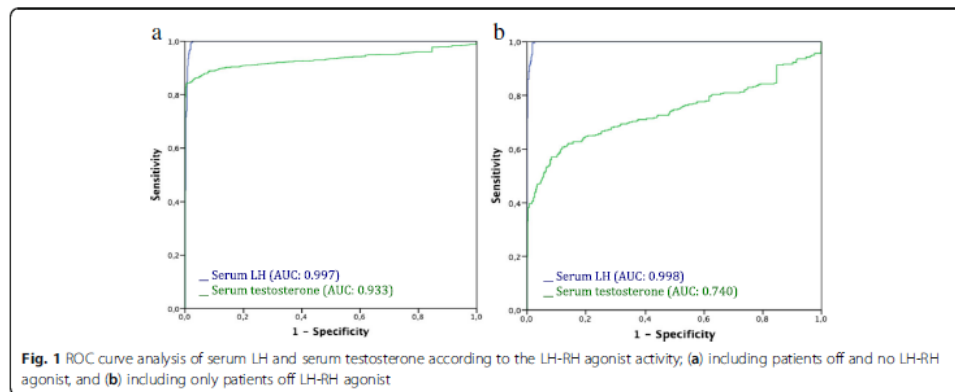 a
1,0
0,8
0,6
0,4
0,2
0,0
Sensitivity
__ Serum LH (AUC: 0.997)
__ Serum testosterone (AUC: 0.933)
0,0 0,2 0,4 0,6 0,8 1,0
1 - Specificity
b
1,0
0,8
0,6
0,4
0,2
0,0
Sensitivity
__ Serum LH (AUC: 0.998)
__ Serum testosterone (AUC: 0.740)
0,0 0,2 0,4 0,6 0,8 1,0
1 - Specificity
Fig. 1 ROC curve analysis of serum LH and serum testosterone according to the LH-RH agonist activity; (a) including patients off and no LH-RH
agonist, and (b) including only patients off LH-RH agonist